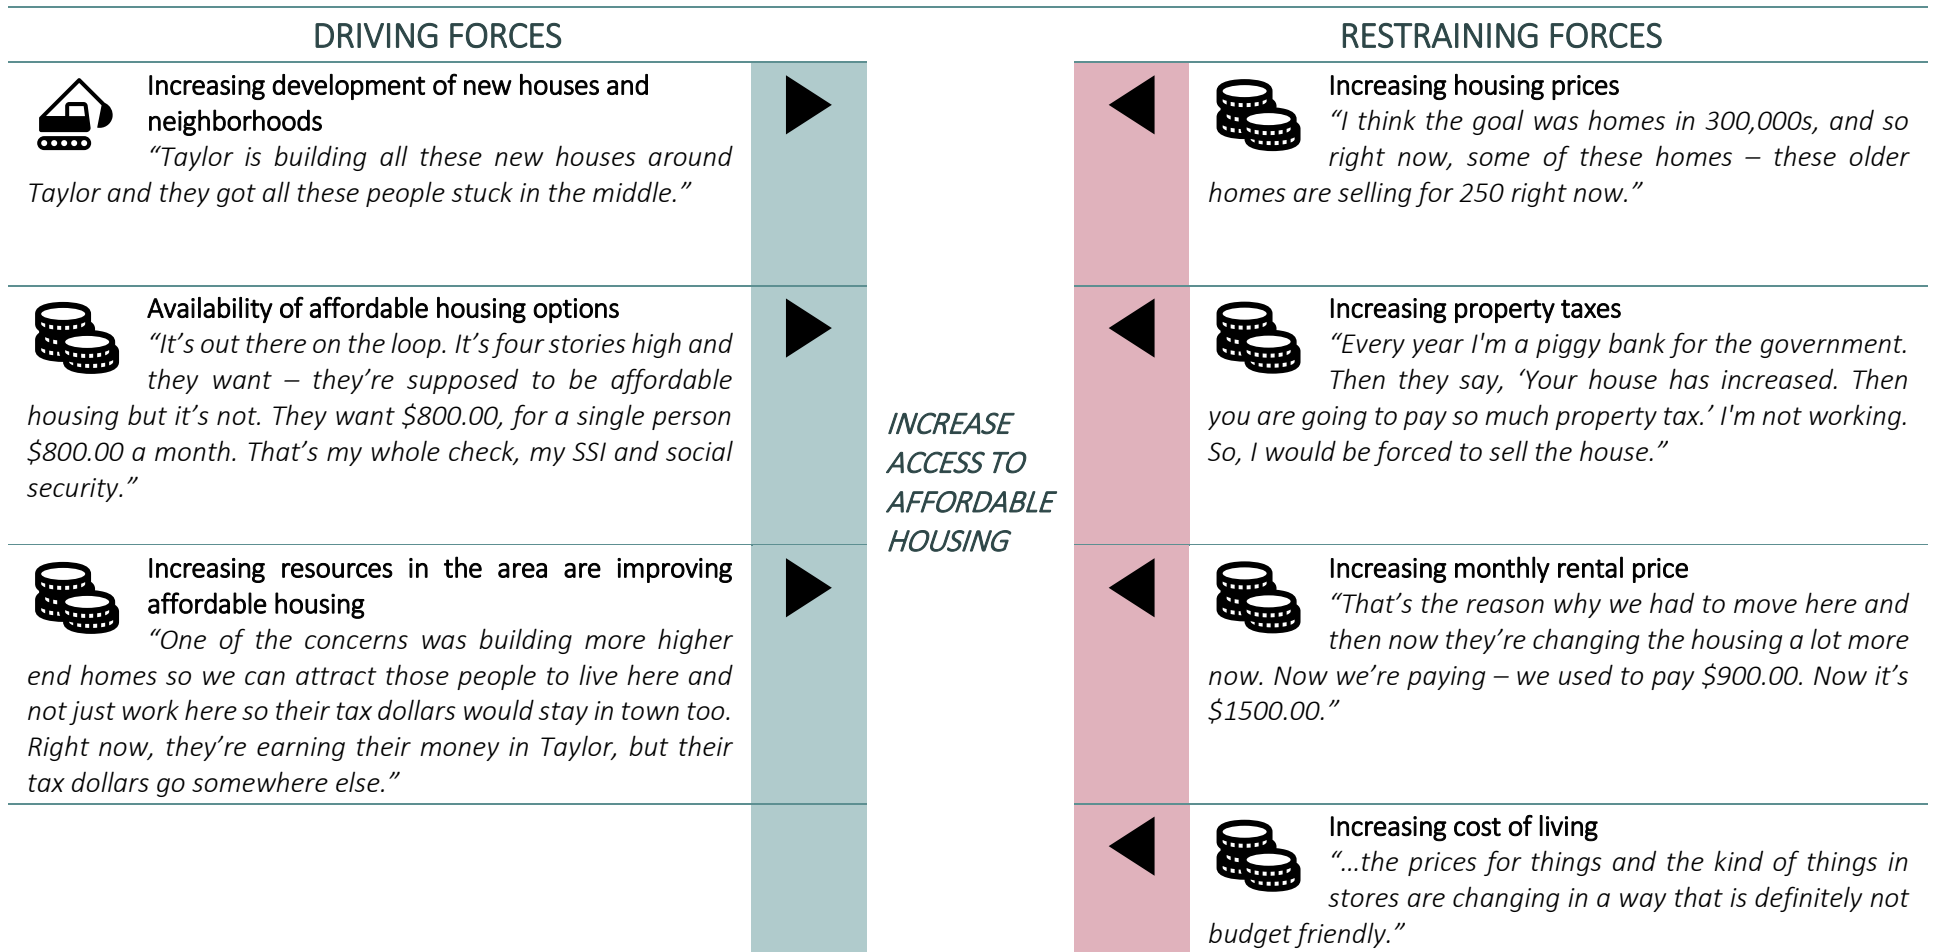 DRIVING FORCES
Increasing development of new houses and
neighborhoods
“Taylor is building all these new houses around
Taylor and they got all these people stuck in the middle.”
Availability of affordable housing options
“It’s out there on the loop. It’s four stories high and
they want – they’re supposed to be affordable
housing but it’s not. They want $800.00, for a single person
$800.00 a month. That’s my whole check, my SSI and social
security.”
Increasing resources in the area are improving
affordable housing
“One of the concerns was building more higher
end homes so we can attract those people to live here and
not just work here so their tax dollars would stay in town too.
Right now, they’re earning their money in Taylor, but their
tax dollars go somewhere else.”
INCREASE
ACCESS TO
AFFORDABLE
HOUSING
RESTRAINING FORCES
Increasing housing prices
“I think the goal was homes in 300,000s, and so
right now, some of these homes – these older
homes are selling for 250 right now.”
Increasing property taxes
“Every year I'm a piggy bank for the government.
Then they say, ‘Your house has increased. Then
you are going to pay so much property tax.’ I'm not working.
So, I would be forced to sell the house.”
Increasing monthly rental price
“That’s the reason why we had to move here and
then now they’re changing the housing a lot more
now. Now we’re paying – we used to pay $900.00. Now it’s
$1500.00.”
Increasing cost of living
“…the prices for things and the kind of things in
stores are changing in a way that is definitely not
budget friendly.”